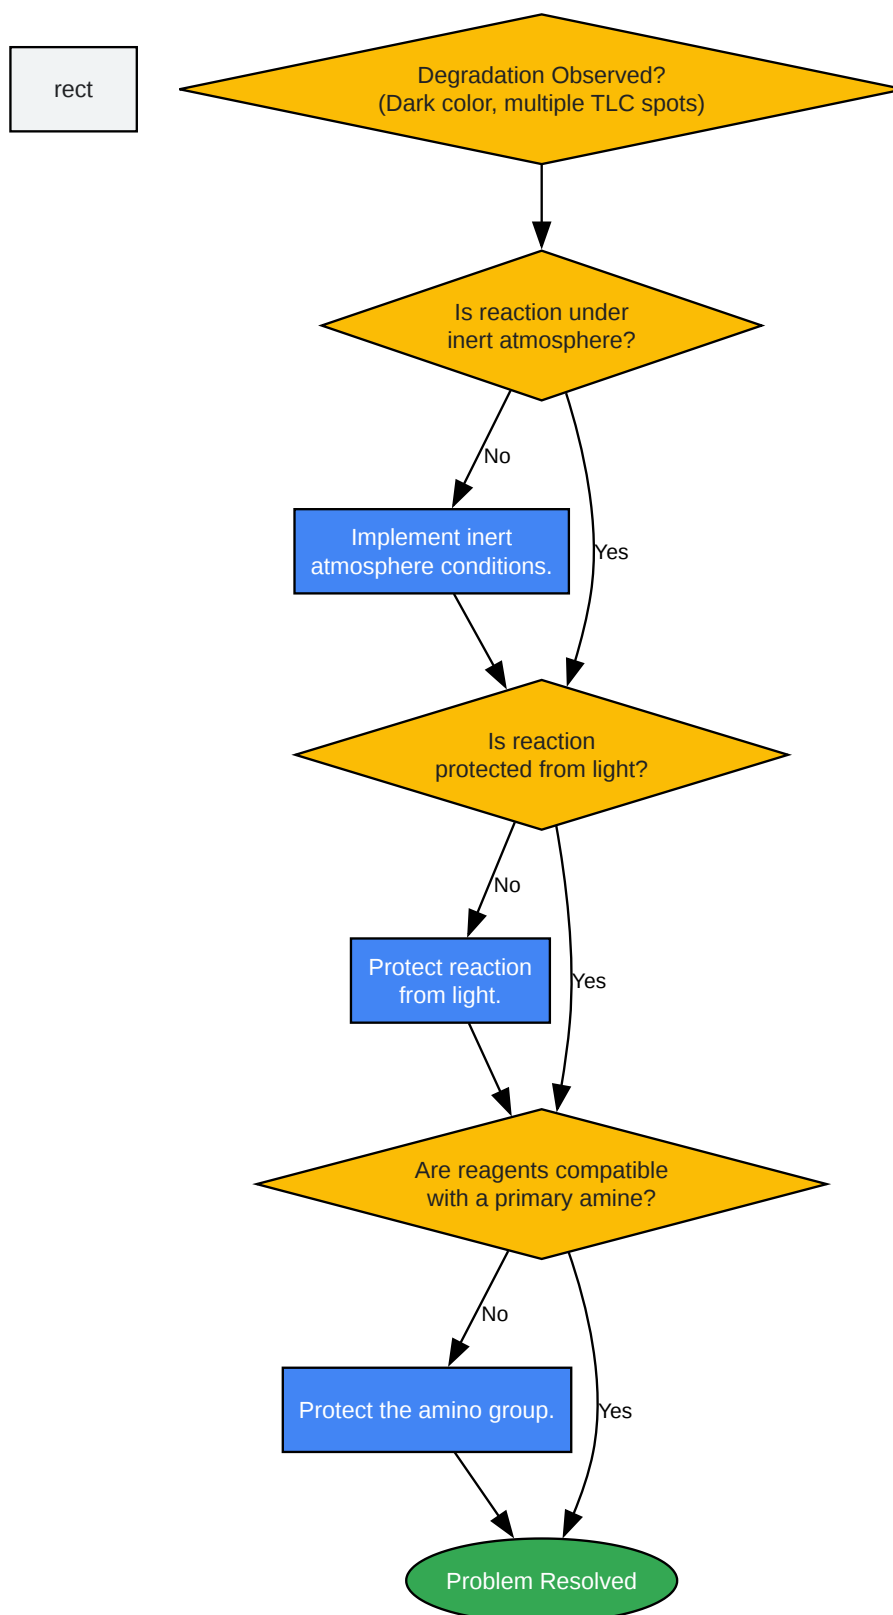 rect
Degradation Observed?
(Dark color, multiple TLC spots)
Is reaction under
inert atmosphere?
No
Implement inert
atmosphere conditions.
Yes
Is reaction
protected from light?
No
Protect reaction
from light.
Yes
Are reagents compatible
with a primary amine?
No
Protect the amino group.
Yes
Problem Resolved